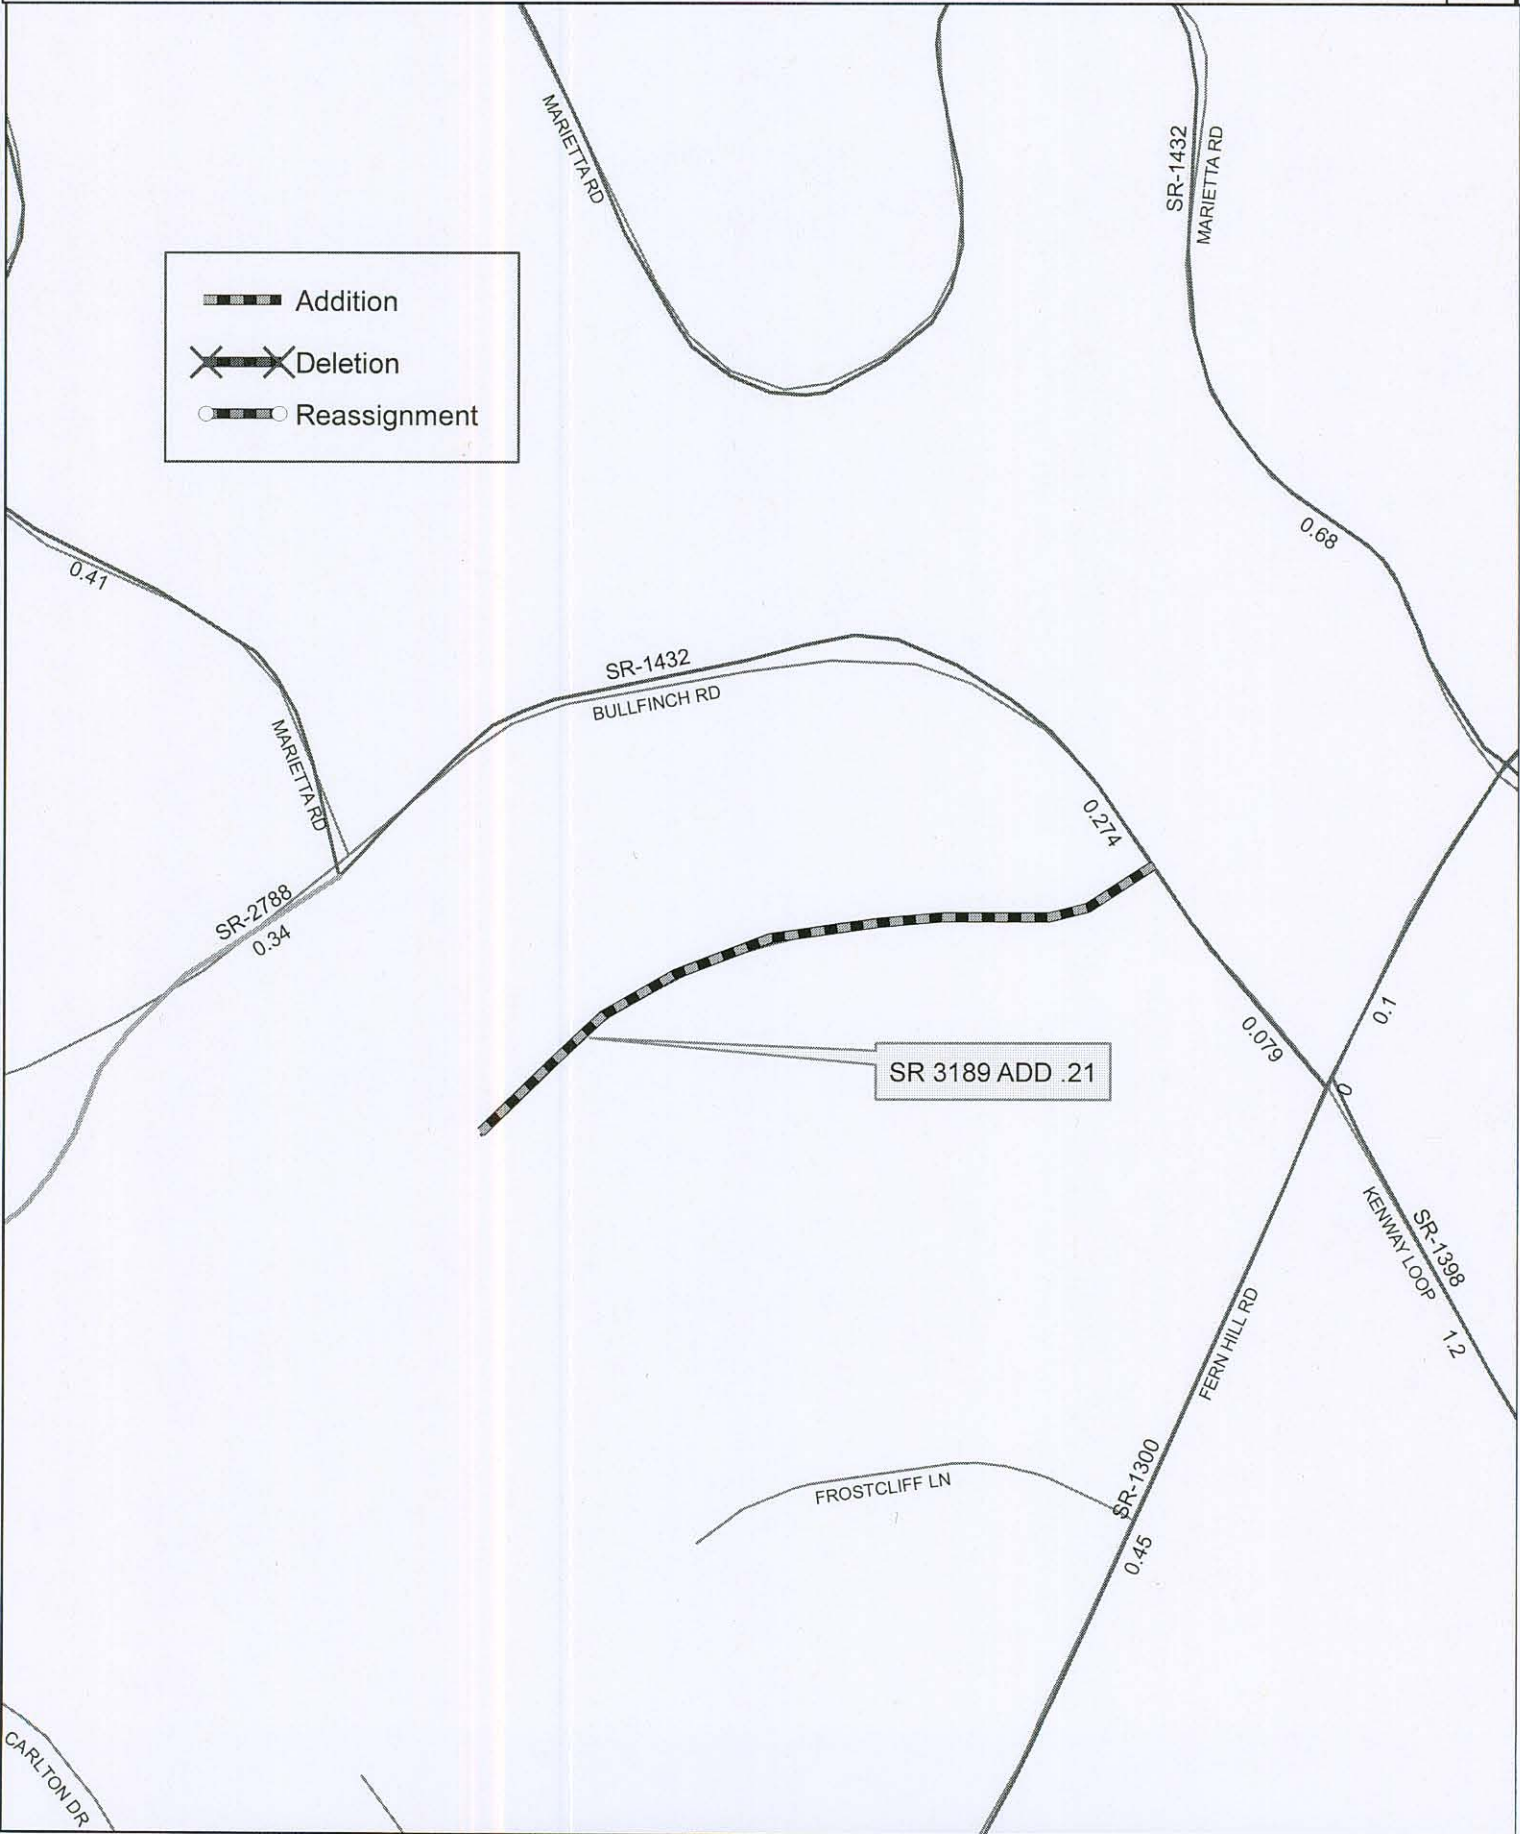 MARIETTA RD
SR-1432
MARIETTA RD
Addition
Deletion
Reassignment
0.68
0.41
SR-1432
BULLFINCH RD
MARIETTA RD
0.274
SR-2788
0.34
0.1
0.079
SR 3189 ADD .21
0
KENWAY LOOP
SR-1398
1.2
FERN HILL RD
SR-1300
FROSTCLIFF LN
0.45
CARLTON DR